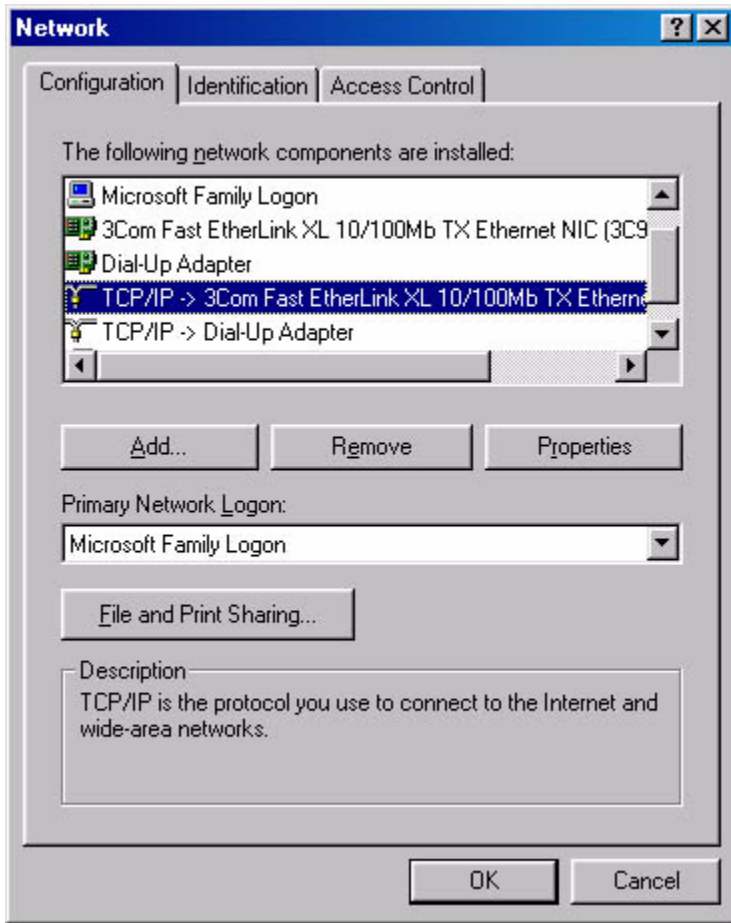 Network
Configuration Identification Access Control
The following network components are installed:
Microsoft Family Logon
3Com Fast EtherLink XL 10/100Mb TX Ethernet NIC (3C9
Dial-Up Adapter
TCP/IP -> 3Com Fast EtherLink XL 10/100Mb TX Etherne
TCP/IP -> Dial-Up Adapter
Add... Remove Properties
Primary Network Logon:
Microsoft Family Logon
File and Print Sharing...
Description
TCP/IP is the protocol you use to connect to the Internet and
wide-area networks.
OK Cancel